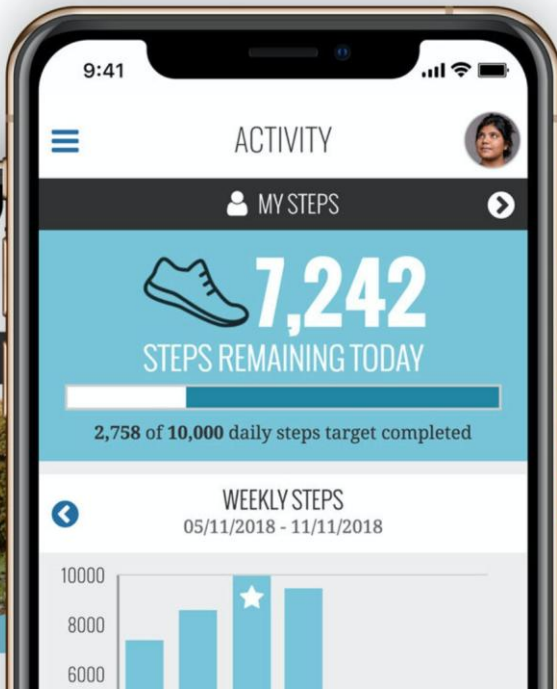 9:41
ACTIVITY
MY STEPS
7,242
STEPS REMAINING TODAY
2,758 of 10,000 daily steps target completed
WEEKLY STEPS
05/11/2018 - 11/11/2018
10000
8000
6000